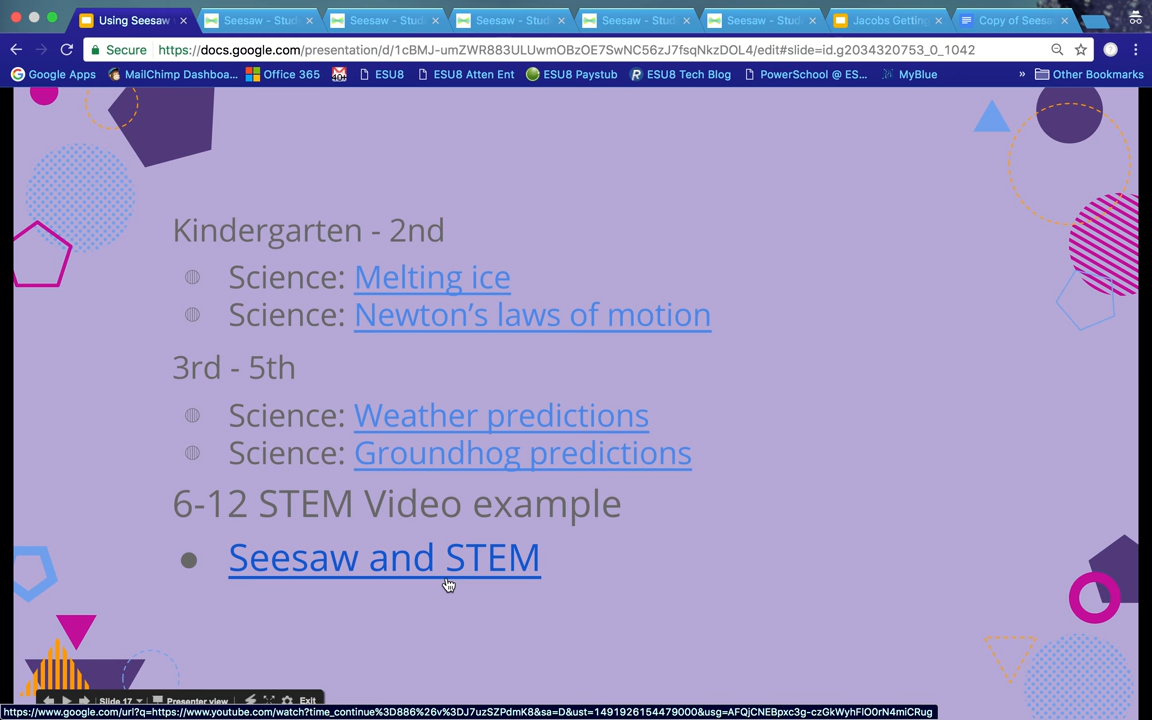 Using Seesaw
Seesaw - Stud
Seesaw - Stud
Seesaw - Stud
Seesaw - Stud
Seesaw - Stud
Jacobs Getting
Copy of Seesa
Secure https://docs.google.com/presentation/d/1cBMJ-umZWR883ULUwmOBzOE7SwNC56zJ7fsqNkzDOL4/edit#slide=id.g2034320753_0_1042
Google Apps MailChimp Dashboa... Office 365 40+ ESU8 ESU8 Atten Ent ESU8 Paystub ESU8 Tech Blog PowerSchool @ ES... MyBlue » Other Bookmarks
Kindergarten - 2nd
Science: Melting ice
Science: Newton's laws of motion
3rd - 5th
Science: Weather predictions
Science: Groundhog predictions
6-12 STEM Video example
Seesaw and STEM
Slide 17 Presenter view Exit
https://www.google.com/url?q=https://www.youtube.com/watch?time_continue%3D886%26v%3DJ7uzSZPdmK8&sa=D&ust=1491926154479000&usg=AFQjCNEBpxc3g-czGkWyhFlO0rN4miCRug